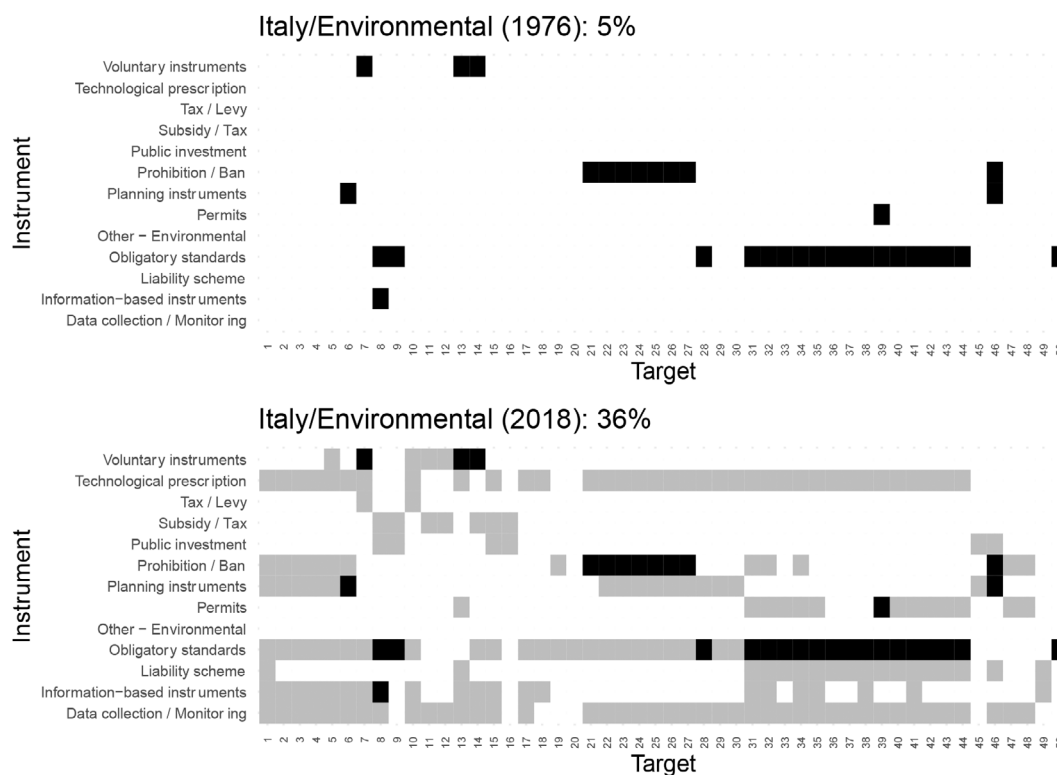 Italy/Environmental (1976): 5%
Instrument
Voluntary instruments
Technological prescription
Tax / Levy
Subsidy / Tax
Public investment
Prohibition / Ban
Planning instruments
Permits
Other − Environmental
Obligatory standards
Liability scheme
Information−based instruments
Data collection / Monitoring
1 2 3 4 5 6 7 8 9 10 11 12 13 14 15 16 17 18 19 20 21 22 23 24 25 26 27 28 29 30 31 32 33 34 35 36 37 38 39 40 41 42 43 44 45 46 47 48 49
Target
Italy/Environmental (2018): 36%
Instrument
Voluntary instruments
Technological prescription
Tax / Levy
Subsidy / Tax
Public investment
Prohibition / Ban
Planning instruments
Permits
Other − Environmental
Obligatory standards
Liability scheme
Information−based instruments
Data collection / Monitoring
1 2 3 4 5 6 7 8 9 10 11 12 13 14 15 16 17 18 19 20 21 22 23 24 25 26 27 28 29 30 31 32 33 34 35 36 37 38 39 40 41 42 43 44 45 46 47 48 49
Target